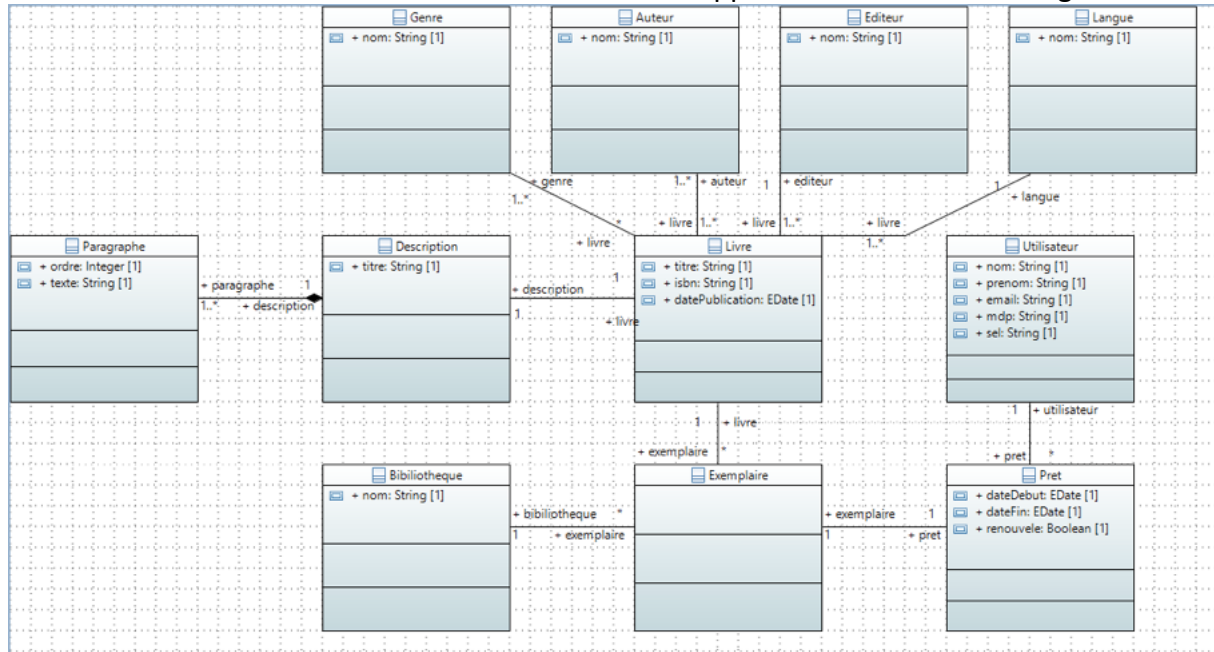 Genre
+ nom: String [1]
Auteur
+ nom: String [1]
Editeur
+ nom: String [1]
Langue
+ nom: String [1]
+ genre
1..*
*
+ livre
1..*
+ auteur
+ livre
1..*
1
+ editeur
+ livre
1..*
1
+ langue
+ livre
1..*
Paragraphe
+ ordre: Integer [1]
+ texte: String [1]
+ paragraphe
1
1..*
+ description
Description
+ titre: String [1]
+ description
1
1
+ livre
Livre
+ titre: String [1]
+ isbn: String [1]
+ datePublication: EDate [1]
Utilisateur
+ nom: String [1]
+ prenom: String [1]
+ email: String [1]
+ mdp: String [1]
+ sel: String [1]
1
+ livre
+ exemplaire
*
1
+ utilisateur
+ pret
*
Bibiliotheque
+ nom: String [1]
+ bibiliotheque
*
1
+ exemplaire
Exemplaire
+ exemplaire
1
1
+ pret
Pret
+ dateDebut: EDate [1]
+ dateFin: EDate [1]
+ renouvele: Boolean [1]